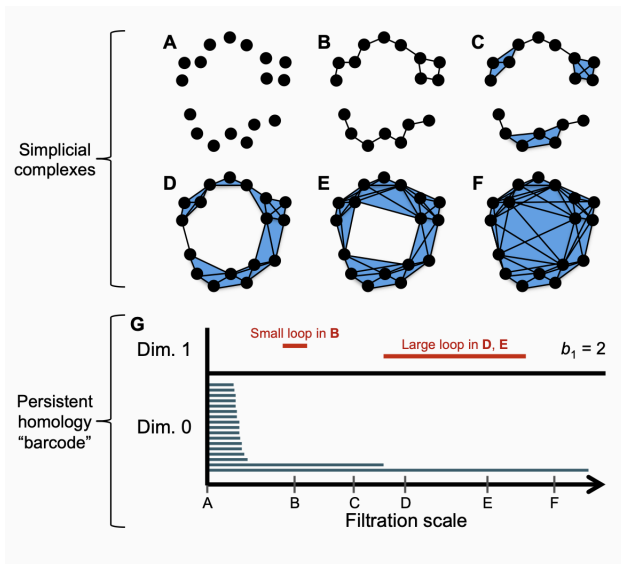 A
B
C
Simplicial
complexes
D
E
F
G
Small loop in B
Large loop in D, E
Dim. 1
b1 = 2
Persistent
homology
“barcode”
Dim. 0
A
B
C
D
E
F
Filtration scale